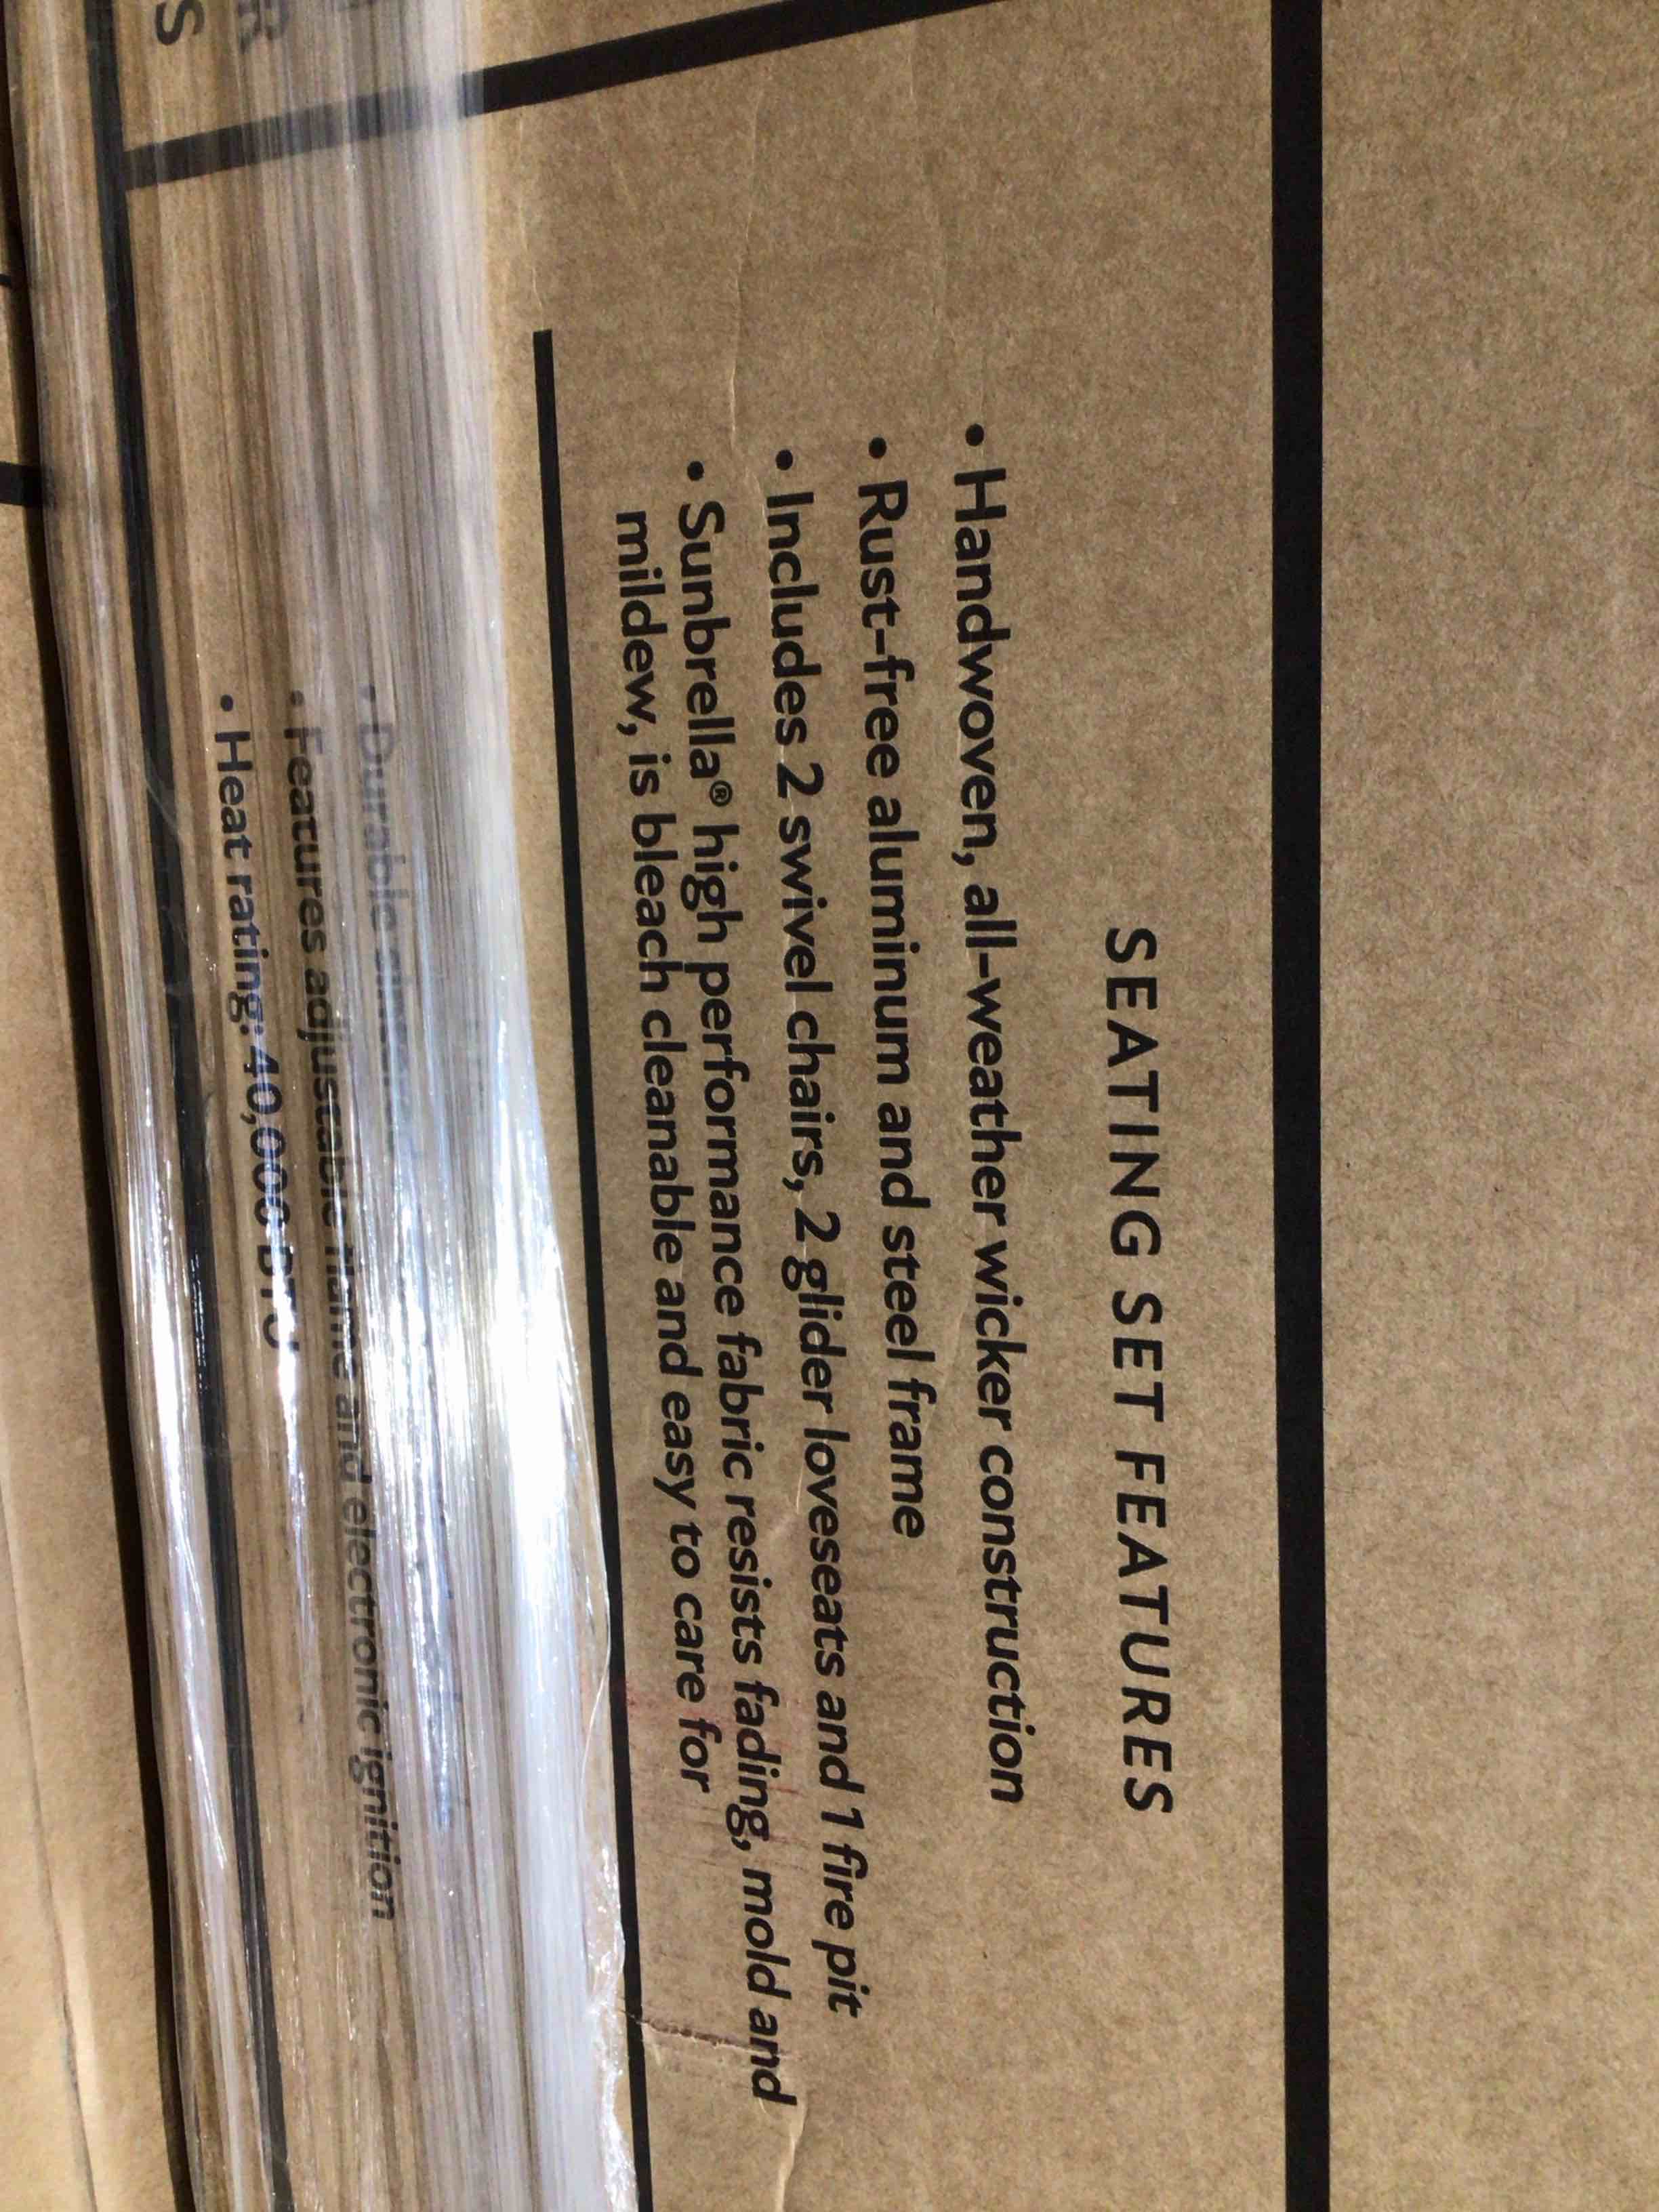 SEATING SET FEATURES
• Handwoven, all-weather wicker construction
• Rust-free aluminum and steel frame
• Includes 2 swivel chairs, 2 glider loveseats and 1 fire pit
• Sunbrella® high performance fabric resists fading, mold and
mildew, is bleach cleanable and easy to care for
• Durable
• Features adjustable flame and electronic ignition
• Heat rating: 40,000 BTU
R
S